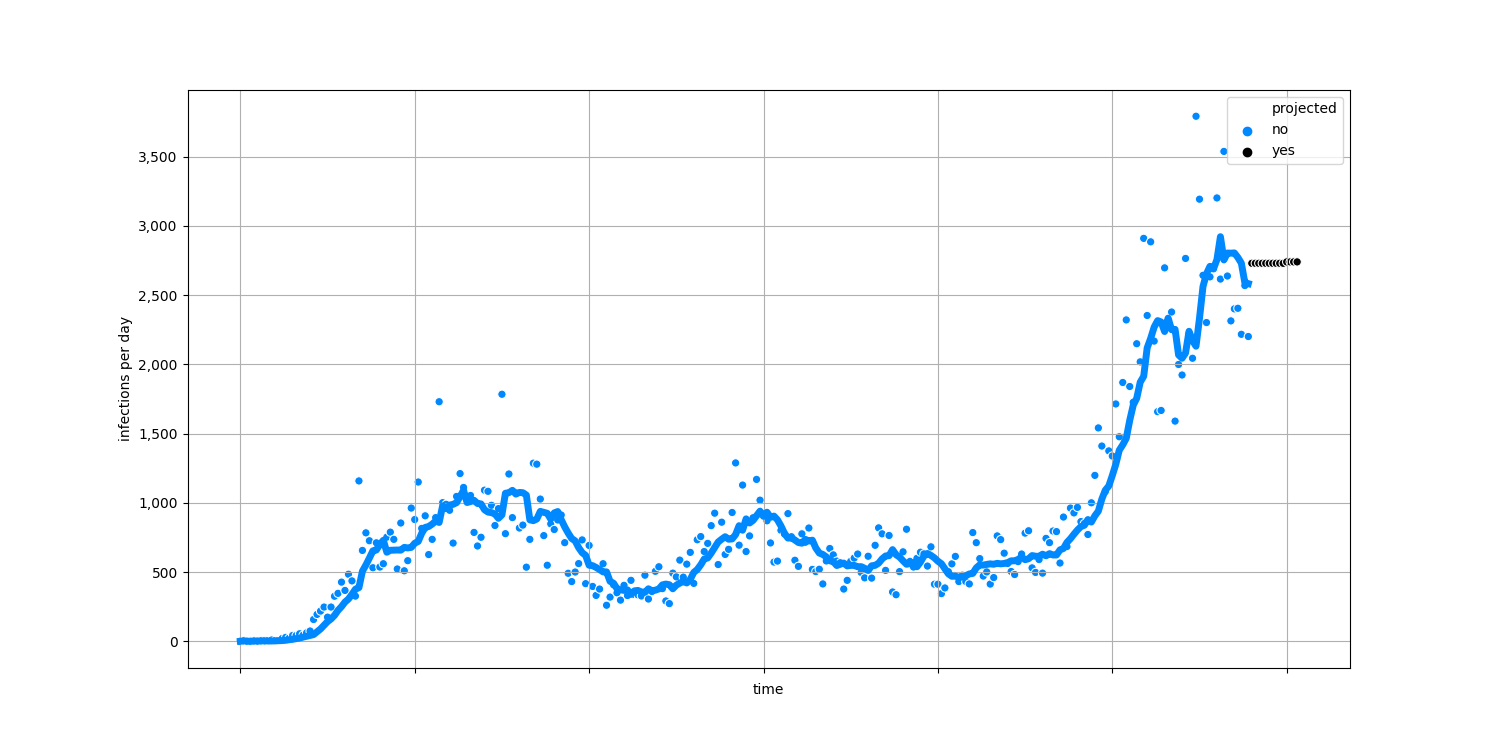 projected
no
yes
3,500
3,000
2,500
2,000
1,500
1,000
500
0
infections per day
time